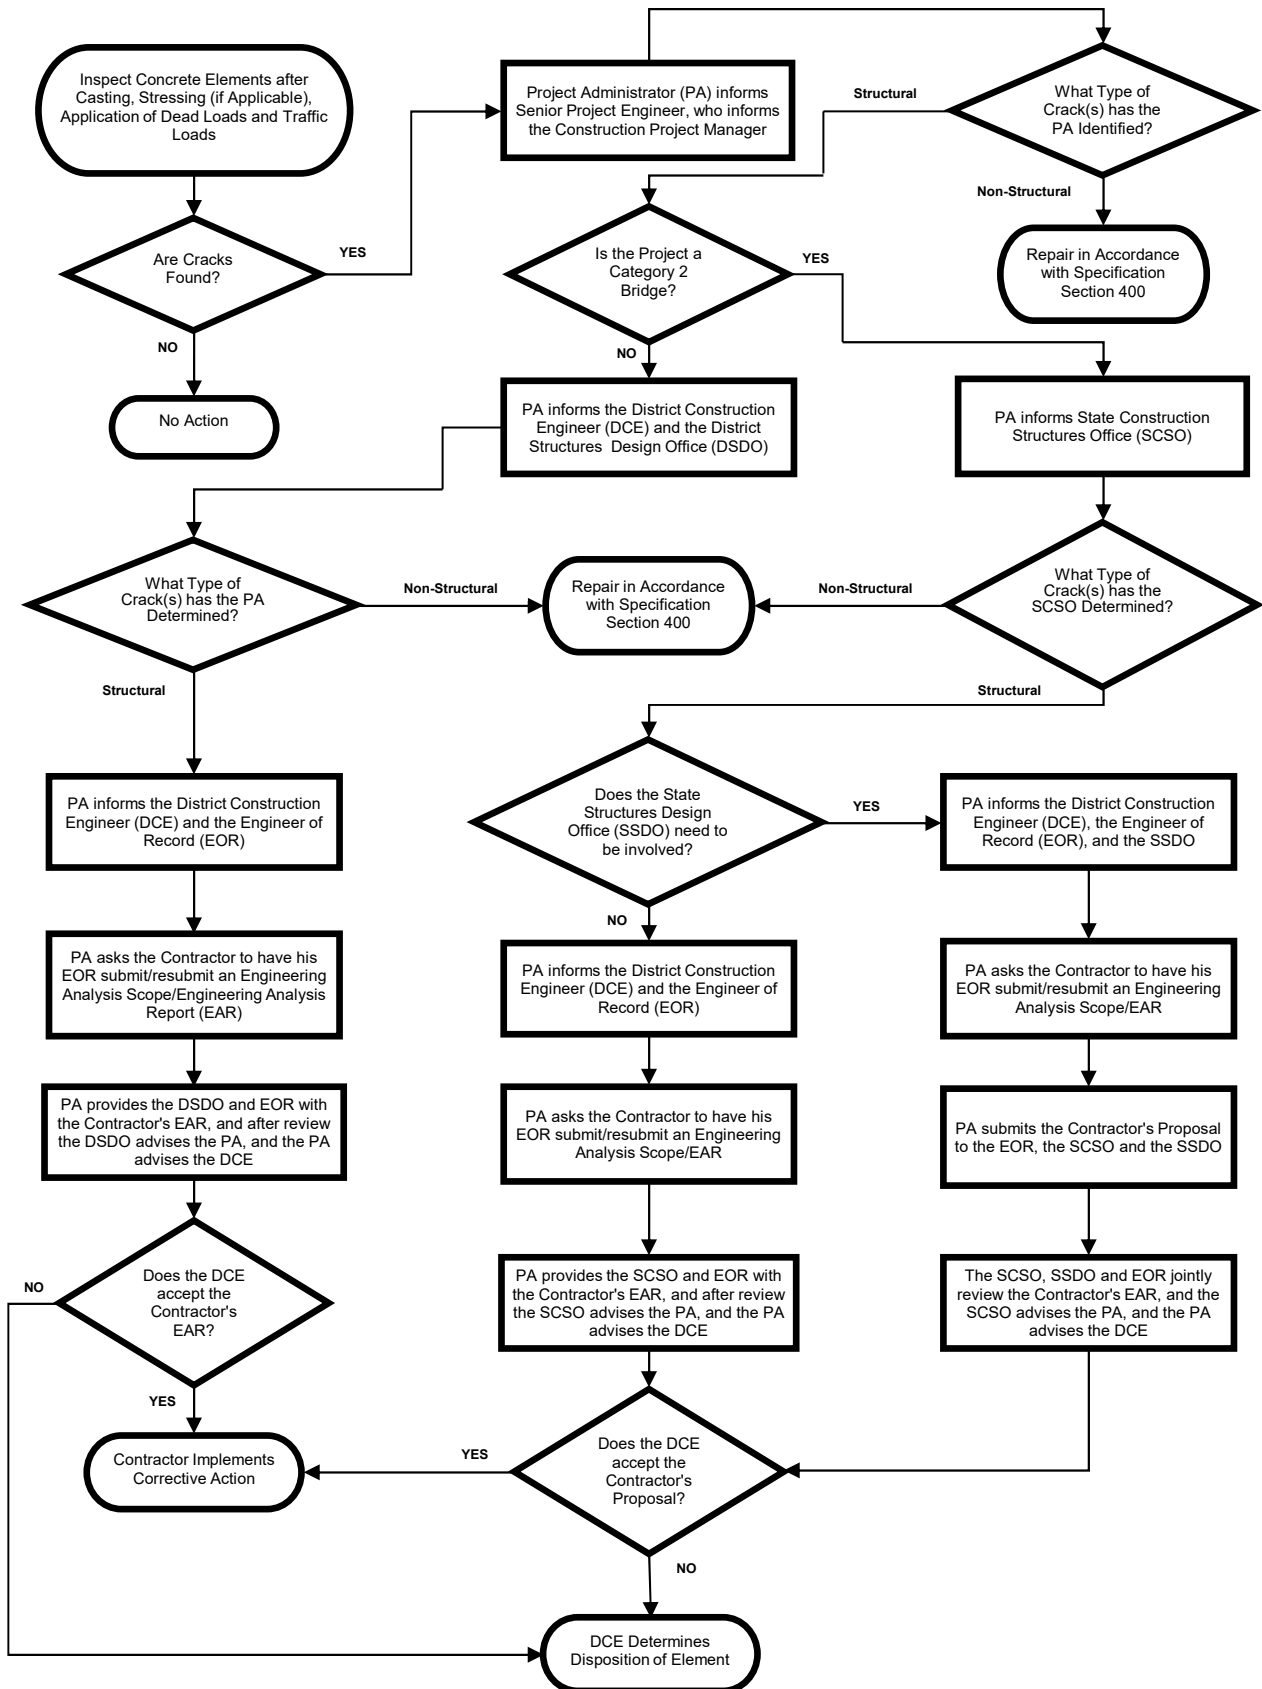 Inspect Concrete Elements after
Casting, Stressing (if Applicable),
Application of Dead Loads and Traffic
Loads
Project Administrator (PA) informs
Senior Project Engineer, who informs
the Construction Project Manager
Structural
What Type of
Crack(s) has the
PA Identified?
Non-Structural
Are Cracks
Found?
YES
Is the Project a
Category 2
Bridge?
YES
Repair in Accordance
with Specification
Section 400
NO
NO
No Action
PA informs the District Construction
Engineer (DCE) and the District
Structures Design Office (DSDO)
PA informs State Construction
Structures Office (SCSO)
What Type of
Crack(s) has the PA
Determined?
Non-Structural
Repair in Accordance
with Specification
Section 400
Non-Structural
What Type of
Crack(s) has the
SCSO Determined?
Structural
Structural
PA informs the District Construction
Engineer (DCE) and the Engineer of
Record (EOR)
Does the State
Structures Design
Office (SSDO) need to
be involved?
YES
PA informs the District Construction
Engineer (DCE), the Engineer of
Record (EOR), and the SSDO
NO
PA asks the Contractor to have his
EOR submit/resubmit an Engineering
Analysis Scope/Engineering Analysis
Report (EAR)
PA informs the District Construction
Engineer (DCE) and the Engineer of
Record (EOR)
PA asks the Contractor to have his
EOR submit/resubmit an Engineering
Analysis Scope/EAR
PA provides the DSDO and EOR with
the Contractor's EAR, and after review
the DSDO advises the PA, and the PA
advises the DCE
PA asks the Contractor to have his
EOR submit/resubmit an Engineering
Analysis Scope/EAR
PA submits the Contractor's Proposal
to the EOR, the SCSO and the SSDO
NO
Does the DCE
accept the
Contractor's
EAR?
PA provides the SCSO and EOR with
the Contractor's EAR, and after review
the SCSO advises the PA, and the PA
advises the DCE
The SCSO, SSDO and EOR jointly
review the Contractor's EAR, and the
SCSO advises the PA, and the PA
advises the DCE
YES
Contractor Implements
Corrective Action
YES
Does the DCE
accept the
Contractor's
Proposal?
NO
DCE Determines
Disposition of Element